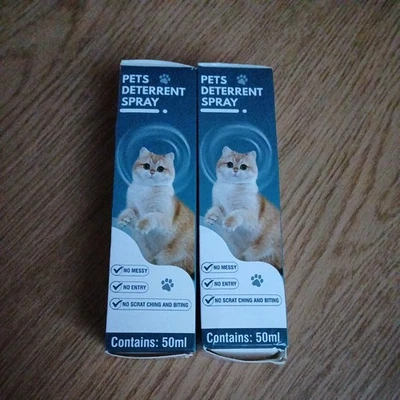 PETS
DETERRENT
SPRAY
NO MESSY
NO ENTRY
NO SCRAT CHING AND BITING
Contains: 50ml
PETS
DETERRENT
SPRAY
NO MESSY
NO ENTRY
NO SCRAT CHING AND BITING
Contains: 50ml